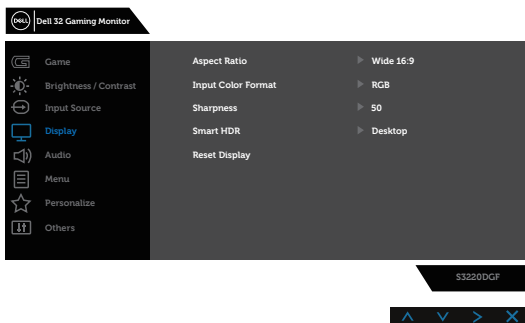 DELL Dell 32 Gaming Monitor
Game
Brightness / Contrast
Input Source
Display
Audio
Menu
Personalize
Others
Aspect Ratio Wide 16:9
Input Color Format RGB
Sharpness 50
Smart HDR Desktop
Reset Display
S3220DGF